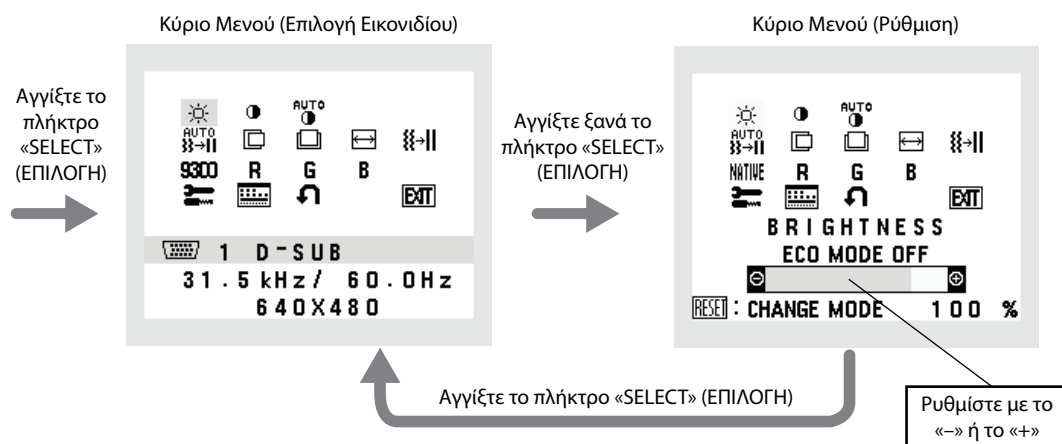 Κύριο Μενού (Επιλογή Εικονιδίου)
Κύριο Μενού (Ρύθμιση)
Αγγίξτε το
πλήκτρο
«SELECT»
(ΕΠΙΛΟΓΗ)
AUTO
AUTO
9300 R G B
EXIT
1 D-SUB
31.5 kHz/ 60.0Hz
640X480
Αγγίξτε ξανά το
πλήκτρο «SELECT»
(ΕΠΙΛΟΓΗ)
AUTO
AUTO
NATIVE R G B
EXIT
BRIGHTNESS
ECO MODE OFF
RESET : CHANGE MODE 100 %
Αγγίξτε το πλήκτρο «SELECT» (ΕΠΙΛΟΓΗ)
Ρυθμίστε με το
«–» ή το «+»